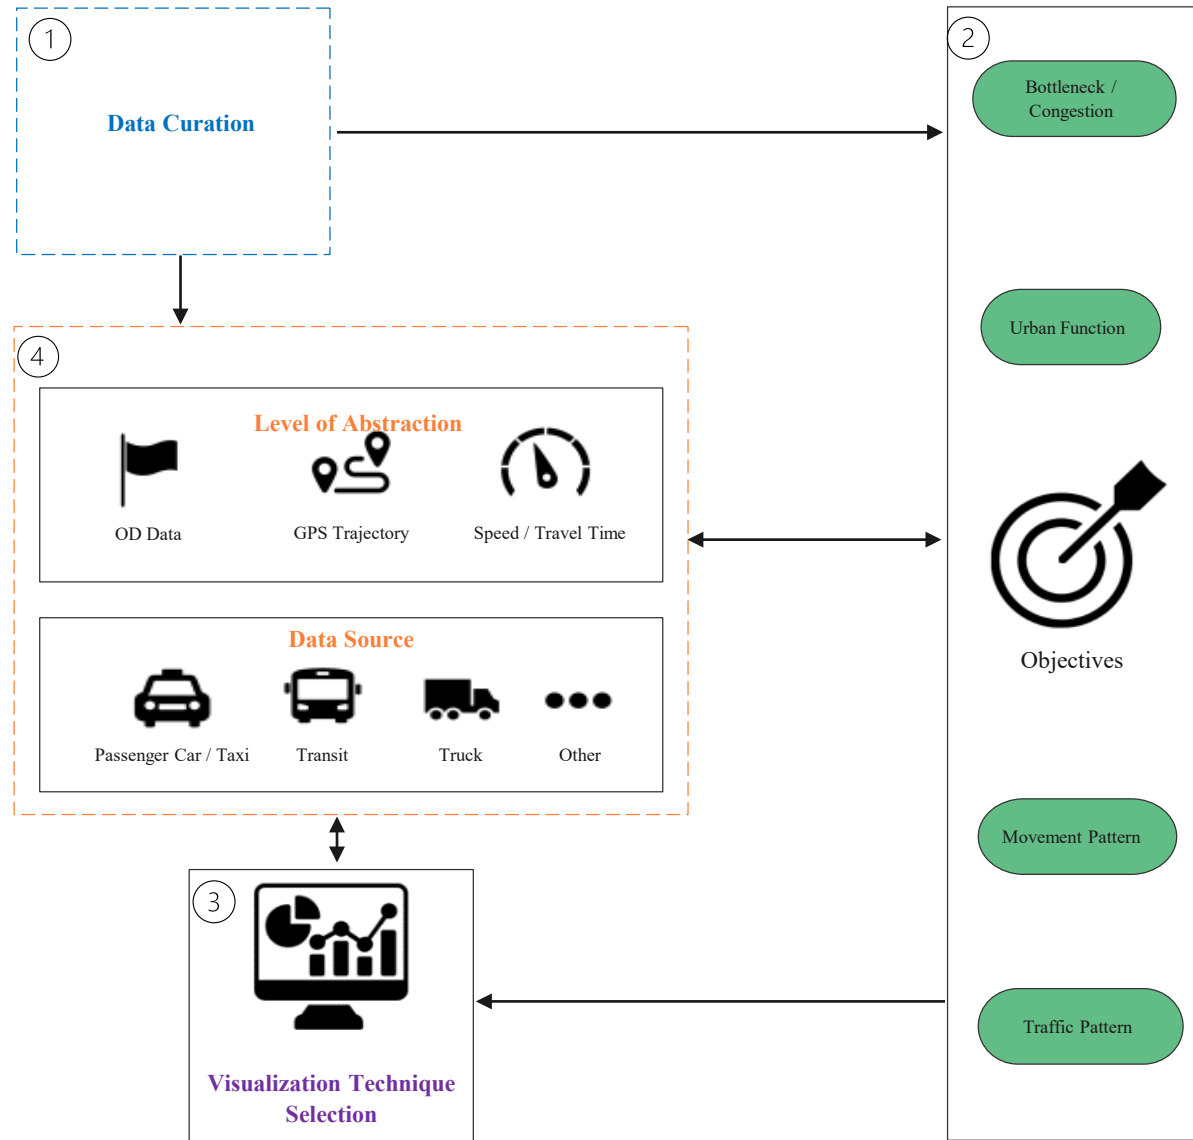 1
Data Curation
2
Bottleneck /
Congestion
Urban Function
Objectives
Movement Pattern
Traffic Pattern
4
Level of Abstraction
OD Data
GPS Trajectory
Speed / Travel Time
Data Source
Passenger Car / Taxi
Transit
Truck
Other
3
Visualization Technique
Selection